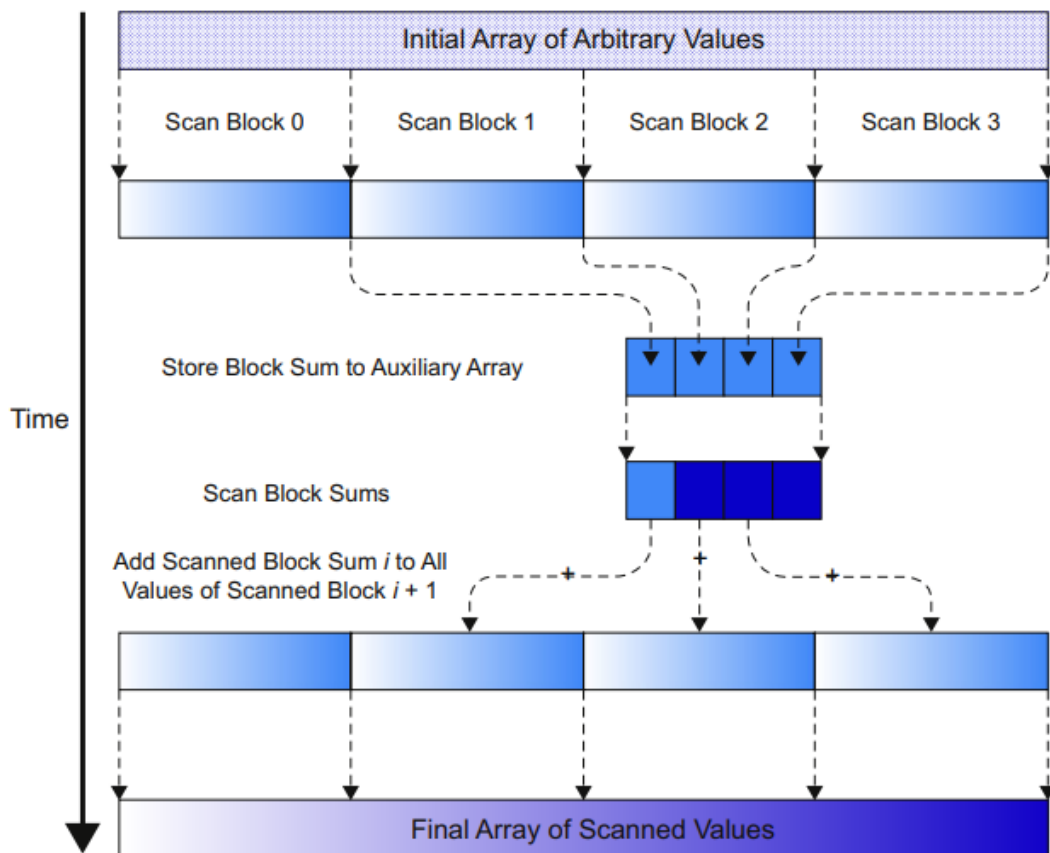 Initial Array of Arbitrary Values
Scan Block 0
Scan Block 1
Scan Block 2
Scan Block 3
Store Block Sum to Auxiliary Array
Time
Scan Block Sums
Add Scanned Block Sum i to All
Values of Scanned Block i + 1
+
+
+
Final Array of Scanned Values